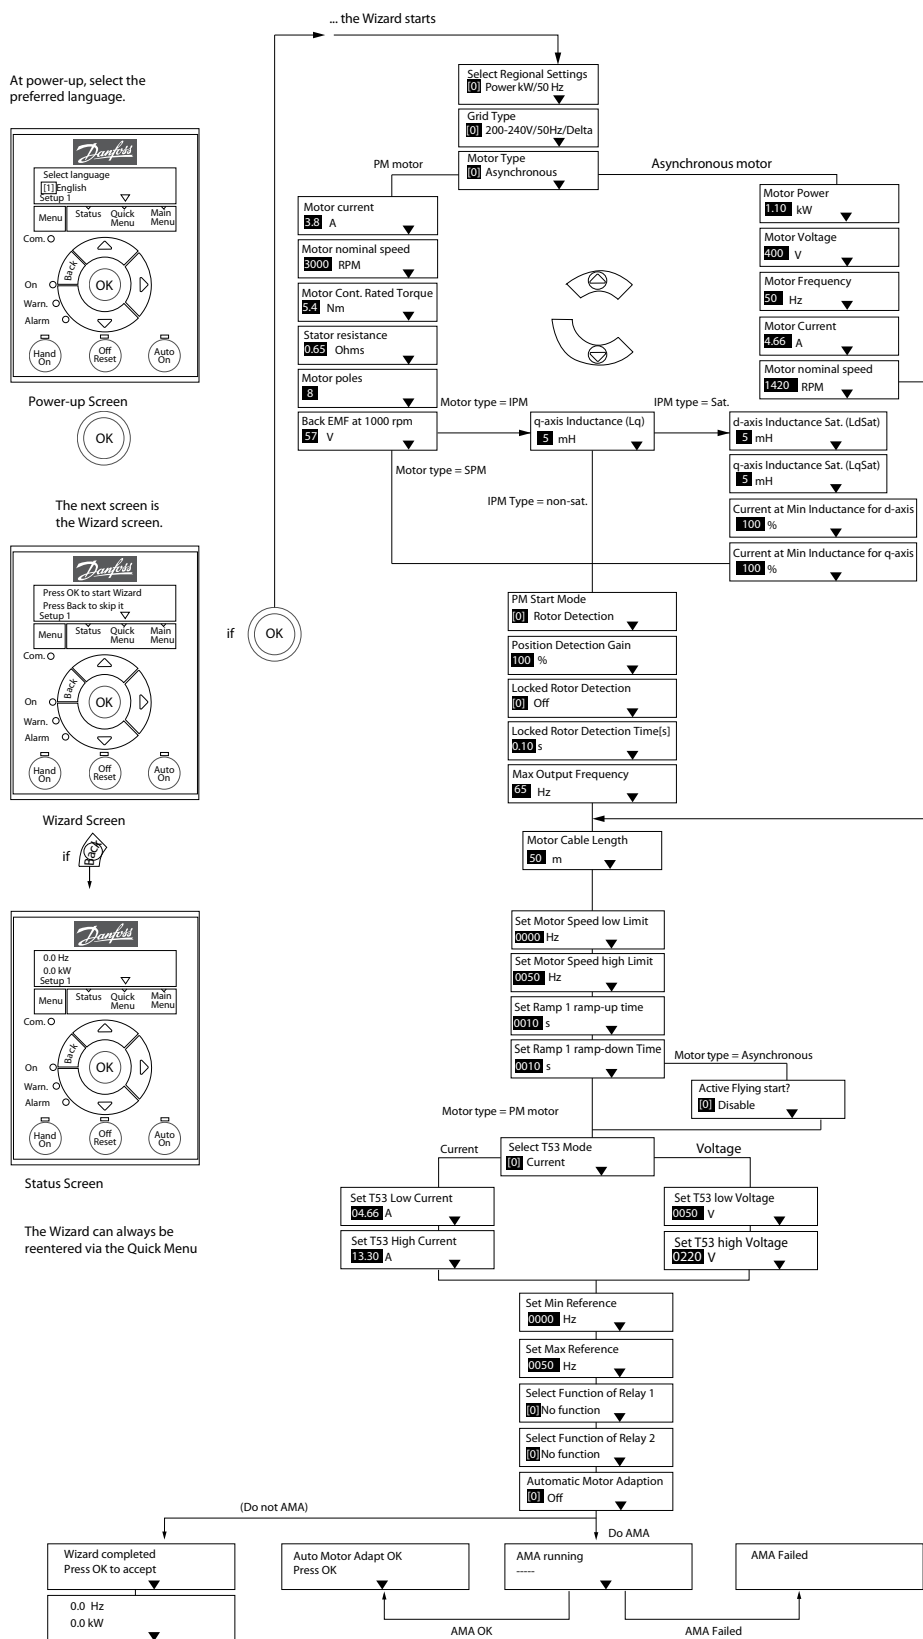 At power-up, select the
preferred language.
Danfoss
Select language
[1] English
Setup 1
Menu
Status
Quick
Menu
Main
Menu
Com.
On
Warn.
Alarm
Back
OK
Hand
On
Off
Reset
Auto
On
Power-up Screen
OK
The next screen is
the Wizard screen.
Danfoss
Press OK to start Wizard
Press Back to skip it
Setup 1
Menu
Status
Quick
Menu
Main
Menu
Com.
On
Warn.
Alarm
Back
OK
Hand
On
Off
Reset
Auto
On
Wizard Screen
if
Back
if
OK
Danfoss
0.0 Hz
0.0 kW
Setup 1
Menu
Status
Quick
Menu
Main
Menu
Com.
On
Warn.
Alarm
Back
OK
Hand
On
Off
Reset
Auto
On
Status Screen
The Wizard can always be
reentered via the Quick Menu
... the Wizard starts
Select Regional Settings
[0] Power kW/50 Hz
Grid Type
[0] 200-240V/50Hz/Delta
Motor Type
[0] Asynchronous
PM motor
Asynchronous motor
Motor current
3.8 A
Motor nominal speed
3000 RPM
Motor Cont. Rated Torque
5.4 Nm
Stator resistance
0.65 Ohms
Motor poles
8
Back EMF at 1000 rpm
57 V
Motor Power
1.10 kW
Motor Voltage
400 V
Motor Frequency
50 Hz
Motor Current
4.66 A
Motor nominal speed
1420 RPM
Motor type = IPM
q-axis Inductance (Lq)
5 mH
IPM type = Sat.
d-axis Inductance Sat. (LdSat)
5 mH
q-axis Inductance Sat. (LqSat)
5 mH
Current at Min Inductance for d-axis
100 %
Current at Min Inductance for q-axis
100 %
Motor type = SPM
IPM Type = non-sat.
PM Start Mode
[0] Rotor Detection
Position Detection Gain
100 %
Locked Rotor Detection
[0] Off
Locked Rotor Detection Time[s]
0.10 s
Max Output Frequency
65 Hz
Motor Cable Length
50 m
Set Motor Speed low Limit
0000 Hz
Set Motor Speed high Limit
0050 Hz
Set Ramp 1 ramp-up time
0010 s
Set Ramp 1 ramp-down Time
0010 s
Motor type = Asynchronous
Active Flying start?
[0] Disable
Motor type = PM motor
Current
Select T53 Mode
[0] Current
Voltage
Set T53 Low Current
04.66 A
Set T53 High Current
13.30 A
Set T53 low Voltage
0050 V
Set T53 high Voltage
0220 V
Set Min Reference
0000 Hz
Set Max Reference
0050 Hz
Select Function of Relay 1
[0] No function
Select Function of Relay 2
[0] No function
Automatic Motor Adaption
[0] Off
(Do not AMA)
Do AMA
Wizard completed
Press OK to accept
0.0 Hz
0.0 kW
Auto Motor Adapt OK
Press OK
AMA running
-----
AMA Failed
AMA OK
AMA Failed